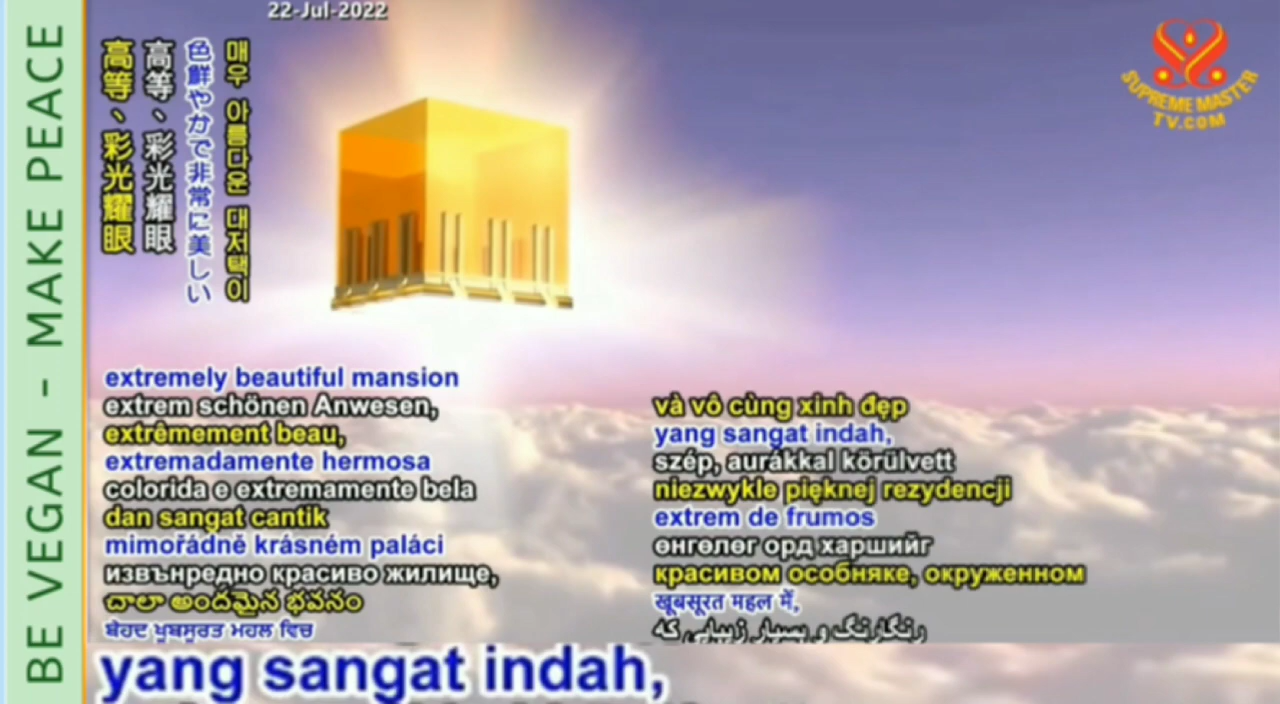 22-Jul-2022
BE VEGAN - MAKE PEACE
SUPREME MASTER
TV.COM
高等、彩光耀眼
高等、彩光耀眼
色鮮やかで非常に美しい
매우 아름다운 대저택이
extremely beautiful mansion
extrem schönen Anwesen,
extrêmement beau,
extremadamente hermosa
colorida e extremamente bela
dan sangat cantik
mimořádně krásném paláci
извънредно красиво жилище,
చాలా అందమైన భవనం
ਬੇਹਦ ਖੂਬਸੂਰਤ ਮਹਲ ਵਿਚ
và vô cùng xinh đẹp
yang sangat indah,
szép, aurákkal körülvett
niezwykle pięknej rezydencji
extrem de frumos
өнгөлөг орд харшийг
красивом особняке, окруженном
खूबसूरत महल में,
رنگارنگ و بسیار زیبایی که
yang sangat indah,